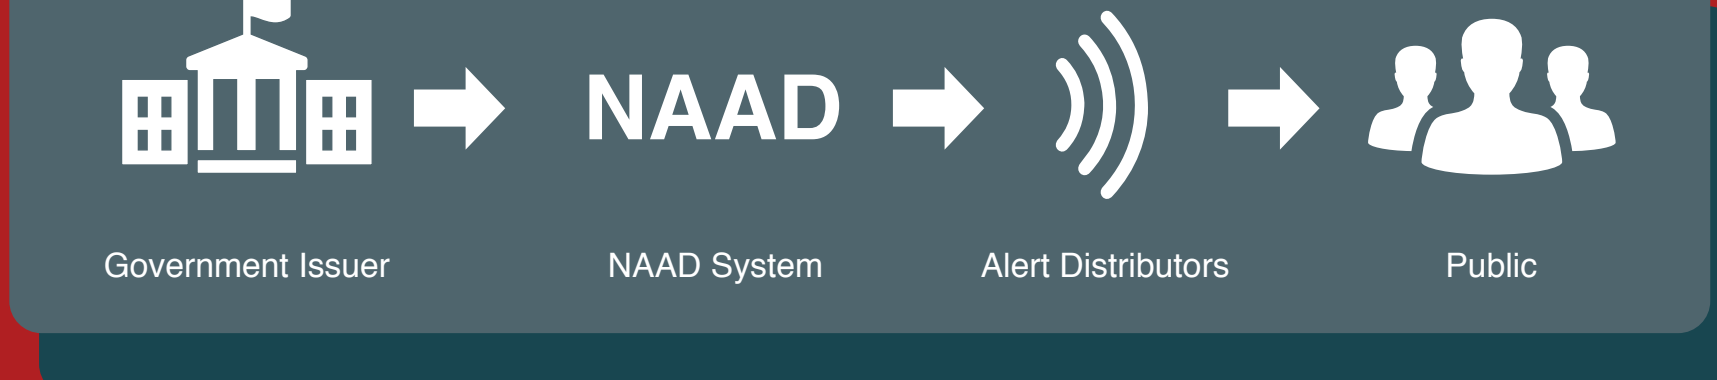 NAAD
Government Issuer
NAAD System
Alert Distributors
Public